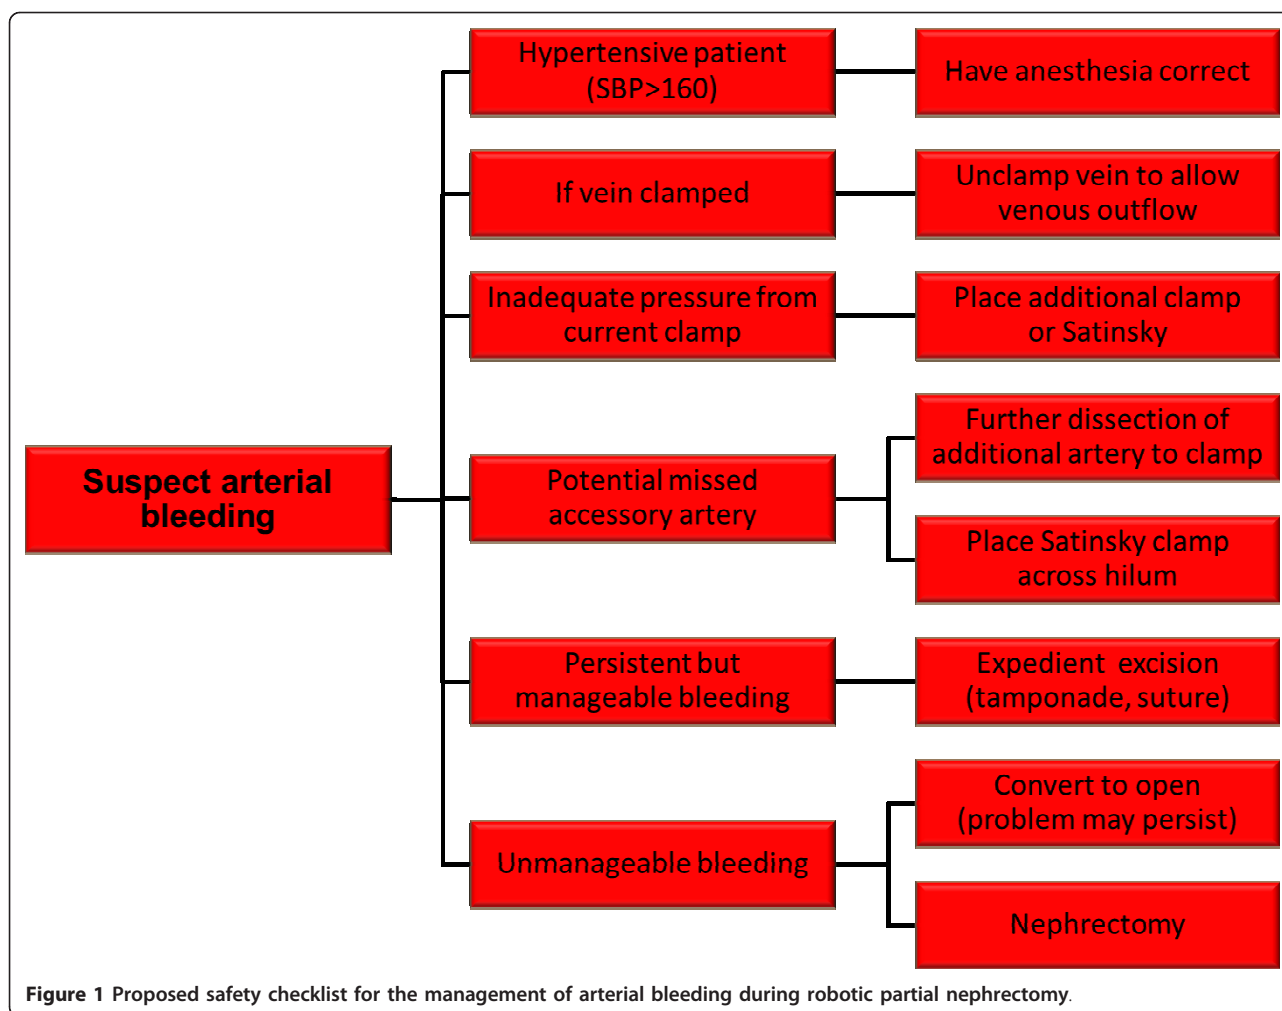 Hypertensive patient
(SBP>160)
Have anesthesia correct
If vein clamped
Unclamp vein to allow
venous outflow
Inadequate pressure from
current clamp
Place additional clamp
or Satinsky
Suspect arterial
bleeding
Potential missed
accessory artery
Further dissection of
additional artery to clamp
Place Satinsky clamp
across hilum
Persistent but
manageable bleeding
Expedient excision
(tamponade, suture)
Unmanageable bleeding
Convert to open
(problem may persist)
Nephrectomy
Figure 1 Proposed safety checklist for the management of arterial bleeding during robotic partial nephrectomy.